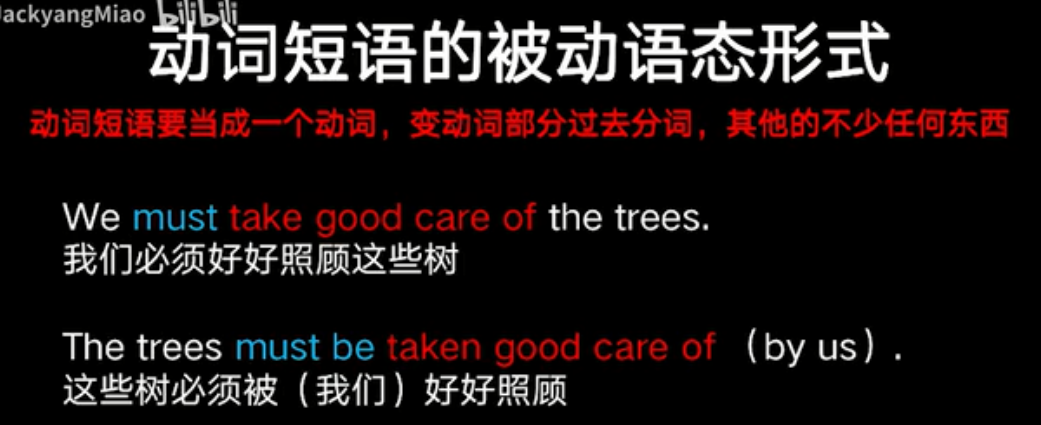 JackyangMiao bilibili
动词短语的被动语态形式
动词短语要当成一个动词，变动词部分过去分词，其他的不少任何东西
We must take good care of the trees.
我们必须好好照顾这些树
The trees must be taken good care of （by us）.
这些树必须被（我们）好好照顾